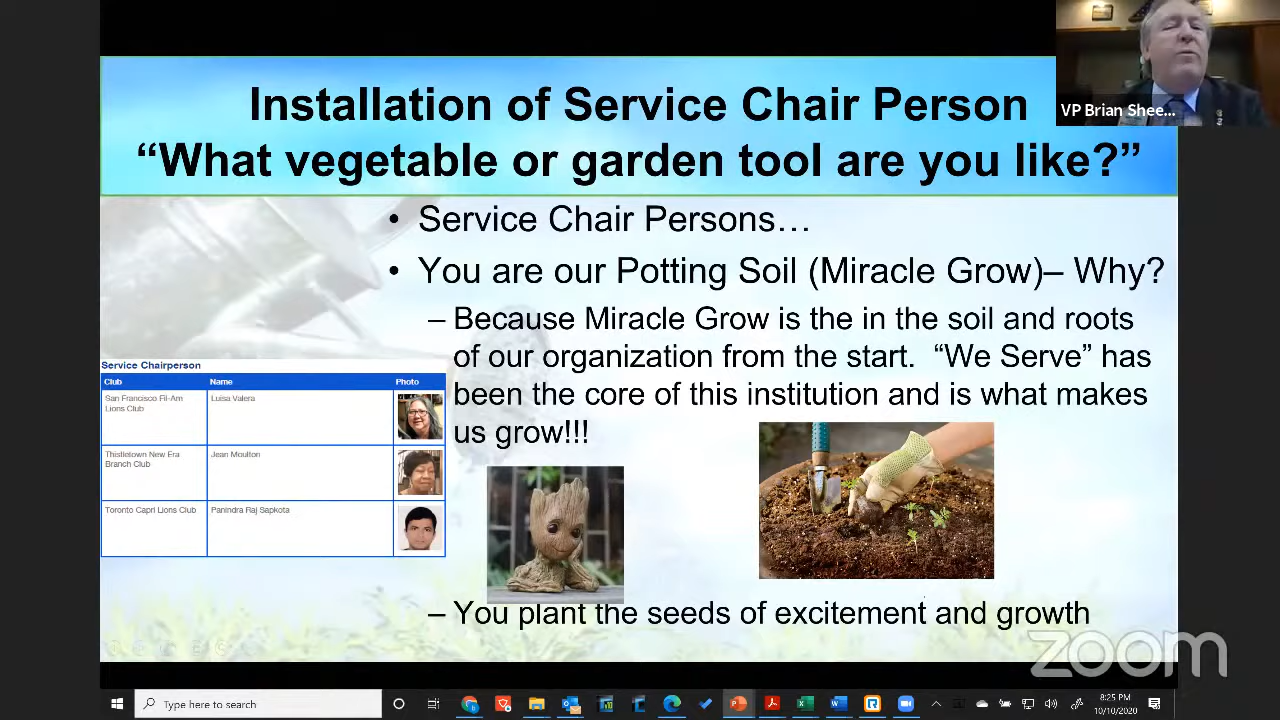 Installation of Service Chair Person
“What vegetable or garden tool are you like?”
VP Brian Shee...
• Service Chair Persons…
• You are our Potting Soil (Miracle Grow)– Why?
– Because Miracle Grow is the in the soil and roots
of our organization from the start. “We Serve” has
been the core of this institution and is what makes
us grow!!!
Service Chairperson
Club Name Photo
San Francisco Fil-Am
Lions Club
Luisa Valera
Thistletown New Era
Branch Club
Jean Moulton
Toronto Capri Lions Club Panindra Raj Sapkota
– You plant the seeds of excitement and growth
zoom
Type here to search
8:25 PM
10/10/2020